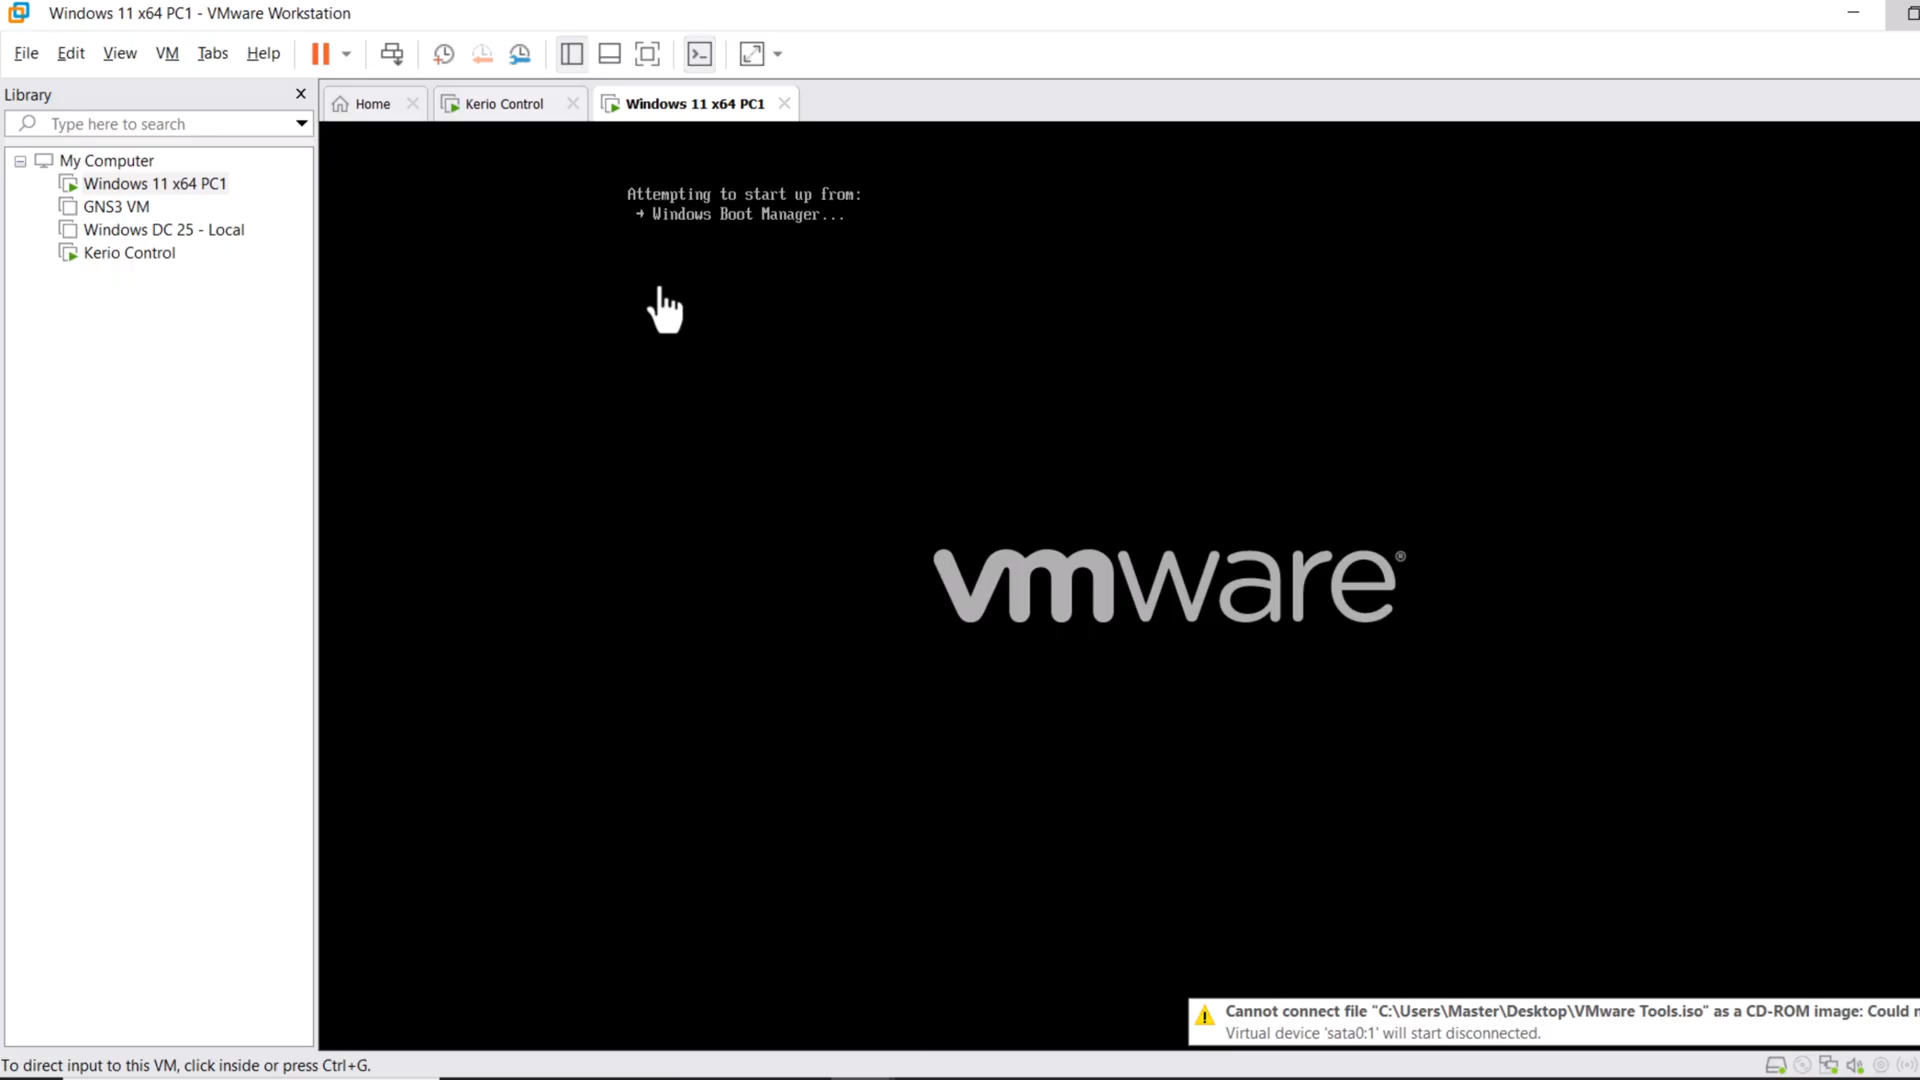 Windows 11 x64 PC1 - VMware Workstation
File Edit View VM Tabs Help
Library
Home
Kerio Control
Windows 11 x64 PC1
Type here to search
My Computer
Windows 11 x64 PC1
GNS3 VM
Windows DC 25 - Local
Kerio Control
Attempting to start up from:
→ Windows Boot Manager...
vmware®
Cannot connect file "C:\Users\Master\Desktop\VMware Tools.iso" as a CD-ROM image: Could
Virtual device 'sata0:1' will start disconnected.
To direct input to this VM, click inside or press Ctrl+G.